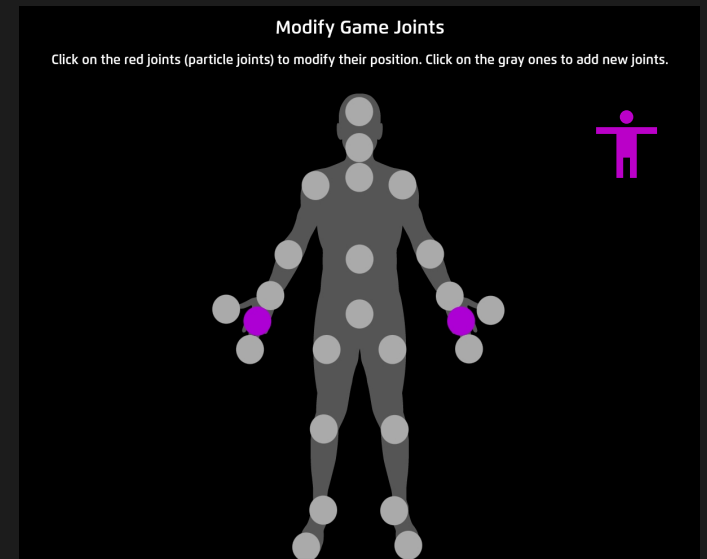 Modify Game Joints
Click on the red joints (particle joints) to modify their position. Click on the gray ones to add new joints.